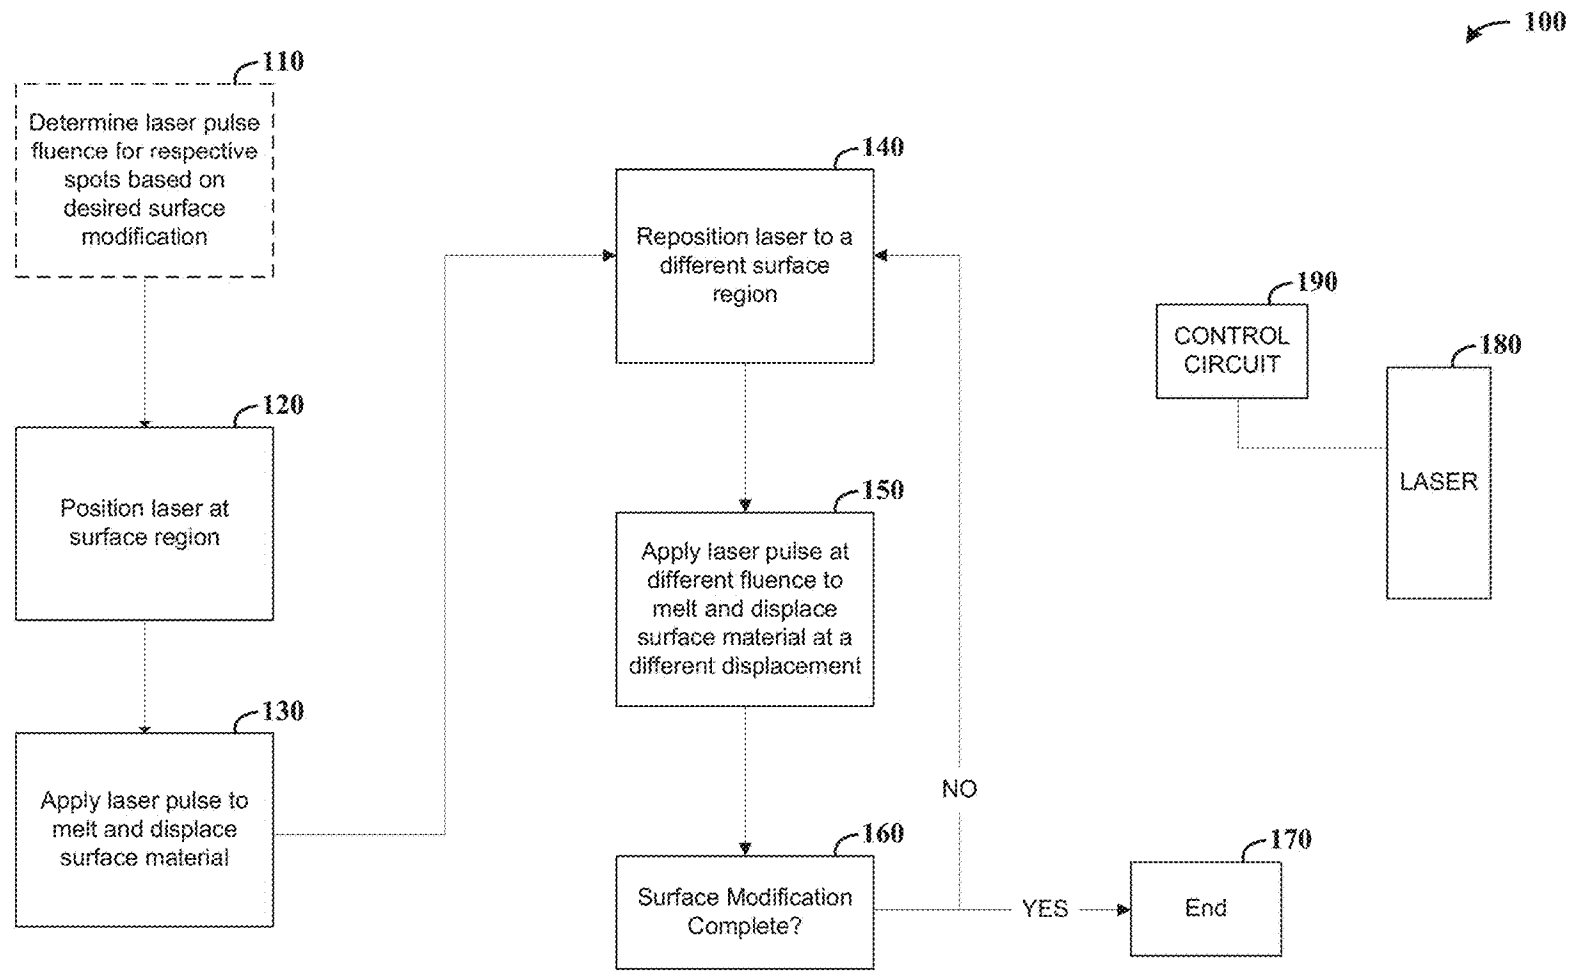 100
110
Determine laser pulse
fluence for respective
spots based on
desired surface
modification
120
Position laser at
surface region
130
Apply laser pulse to
melt and displace
surface material
140
Reposition laser to a
different surface
region
150
Apply laser pulse at
different fluence to
melt and displace
surface material at a
different displacement
NO
160
Surface Modification
Complete?
YES
170
End
190
CONTROL
CIRCUIT
180
LASER